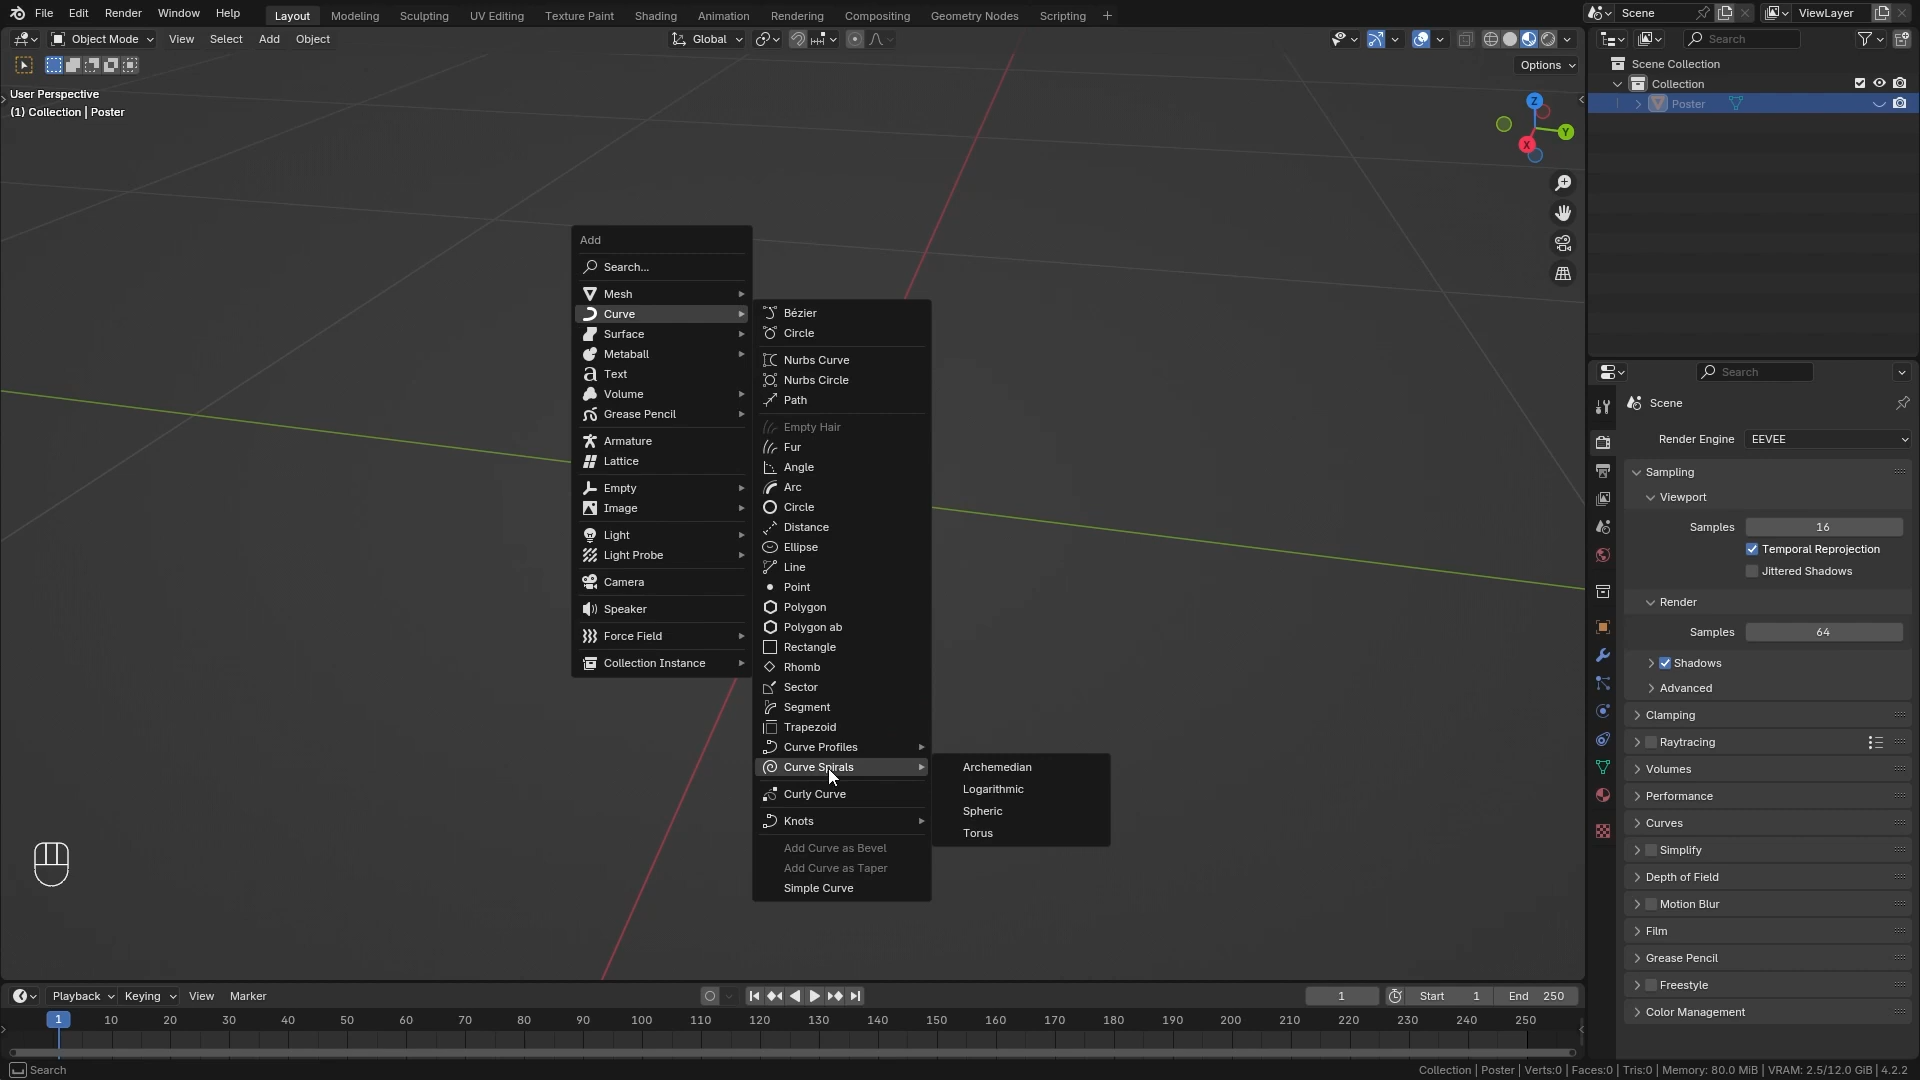 File Edit Render Window Help Layout Modeling Sculpting UV Editing Texture Paint Shading Animation Rendering Compositing Geometry Nodes Scripting + Scene ViewLayer
Object Mode View Select Add Object Global Search
Options
User Perspective
(1) Collection | Poster
Z
Y
X
Scene Collection
Collection
Poster
Add
Search...
Mesh
Curve
Surface
Metaball
Text
Volume
Grease Pencil
Armature
Lattice
Empty
Image
Light
Light Probe
Camera
Speaker
Force Field
Collection Instance
Bézier
Circle
Nurbs Curve
Nurbs Circle
Path
Empty Hair
Fur
Angle
Arc
Circle
Distance
Ellipse
Line
Point
Polygon
Polygon ab
Rectangle
Rhomb
Sector
Segment
Trapezoid
Curve Profiles
Curve Spirals
Curly Curve
Knots
Add Curve as Bevel
Add Curve as Taper
Simple Curve
Archemedian
Logarithmic
Spheric
Torus
Search
Scene
Render Engine EEVEE
Sampling
Viewport
Samples 16
Temporal Reprojection
Jittered Shadows
Render
Samples 64
Shadows
Advanced
Clamping
Raytracing
Volumes
Performance
Curves
Simplify
Depth of Field
Motion Blur
Film
Grease Pencil
Freestyle
Color Management
Playback Keying View Marker 1 Start 1 End 250
1 10 20 30 40 50 60 70 80 90 100 110 120 130 140 150 160 170 180 190 200 210 220 230 240 250
Search Collection | Poster | Verts:0 | Faces:0 | Tris:0 | Memory: 80.0 MiB | VRAM: 2.5/12.0 GiB | 4.2.2